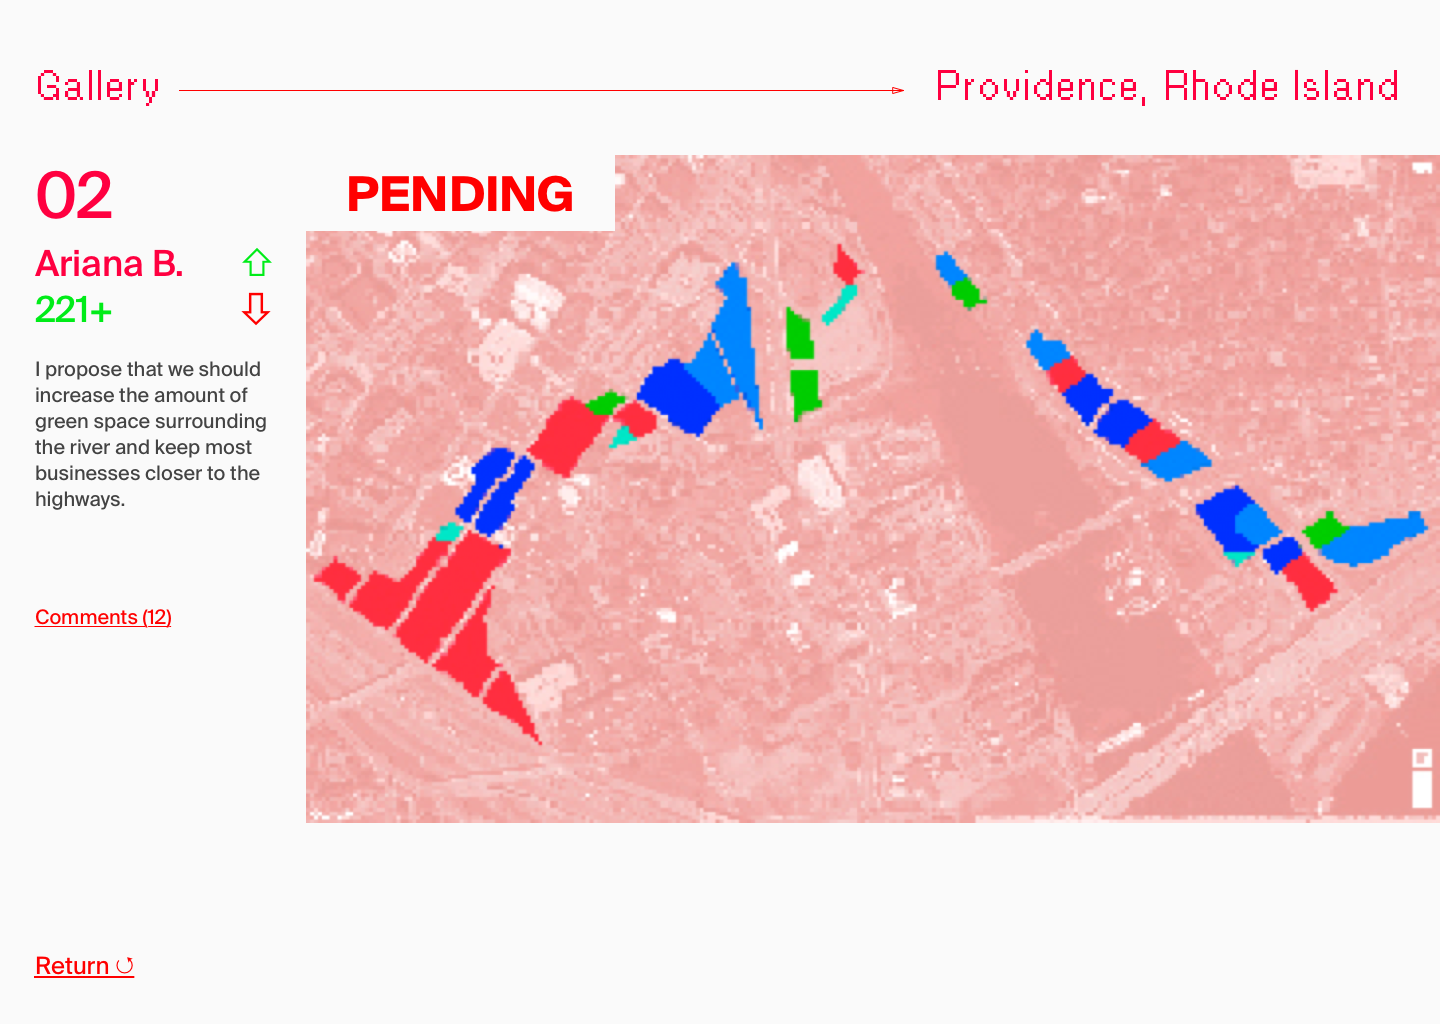 Gallery
Providence, Rhode Island
02
PENDING
Ariana B.
221+
I propose that we should
increase the amount of
green space surrounding
the river and keep most
businesses closer to the
highways.
Comments (12)
Return